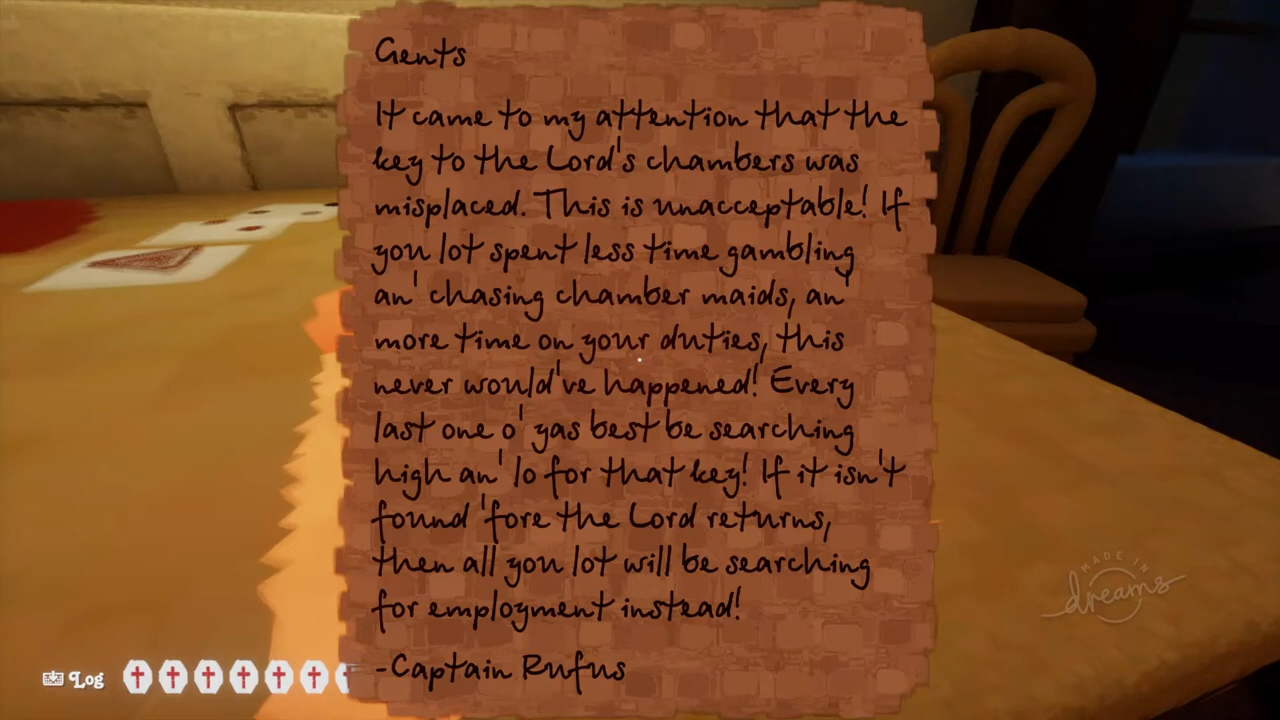 Gents
It came to my attention that the
key to the Lord's chambers was
misplaced. This is unacceptable! If
you lot spent less time gambling
an' chasing chamber maids, an'
more time on your duties, this
never would've happened! Every
last one o' yas best be searching
high an' lo for that key! If it isn't
found 'fore the Lord returns,
then all you lot will be searching
for employment instead!
-Captain Rufus
MADE IN
dreams
Log